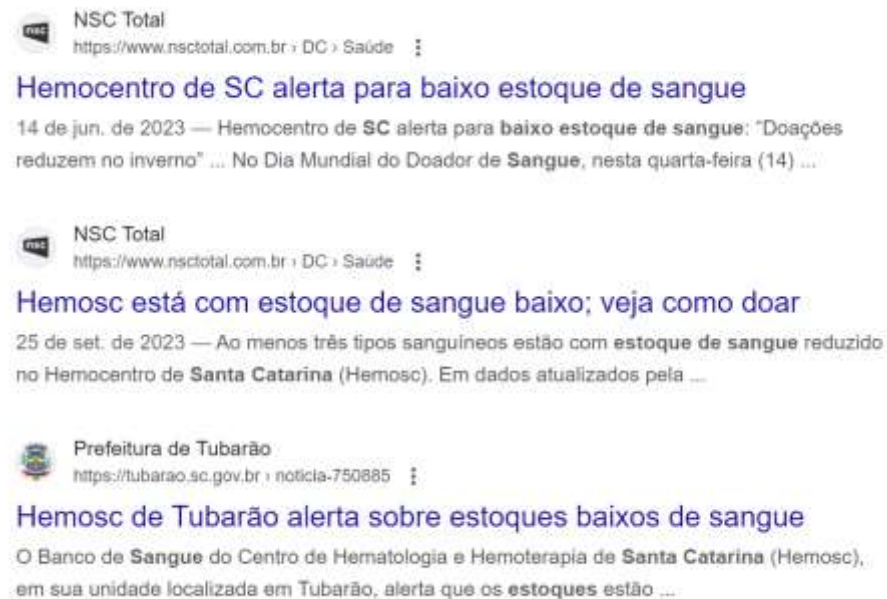 NSC Total
https://www.nsctotal.com.br › DC › Saúde
Hemocentro de SC alerta para baixo estoque de sangue
14 de jun. de 2023 — Hemocentro de SC alerta para baixo estoque de sangue: "Doações
reduzem no inverno" ... No Dia Mundial do Doador de Sangue, nesta quarta-feira (14) ...
NSC Total
https://www.nsctotal.com.br › DC › Saúde
Hemosc está com estoque de sangue baixo; veja como doar
25 de set. de 2023 — Ao menos três tipos sanguíneos estão com estoque de sangue reduzido
no Hemocentro de Santa Catarina (Hemosc). Em dados atualizados pela ...
Prefeitura de Tubarão
https://tubarao.sc.gov.br › noticia-750885
Hemosc de Tubarão alerta sobre estoques baixos de sangue
O Banco de Sangue do Centro de Hematologia e Hemoterapia de Santa Catarina (Hemosc),
em sua unidade localizada em Tubarão, alerta que os estoques estão ...